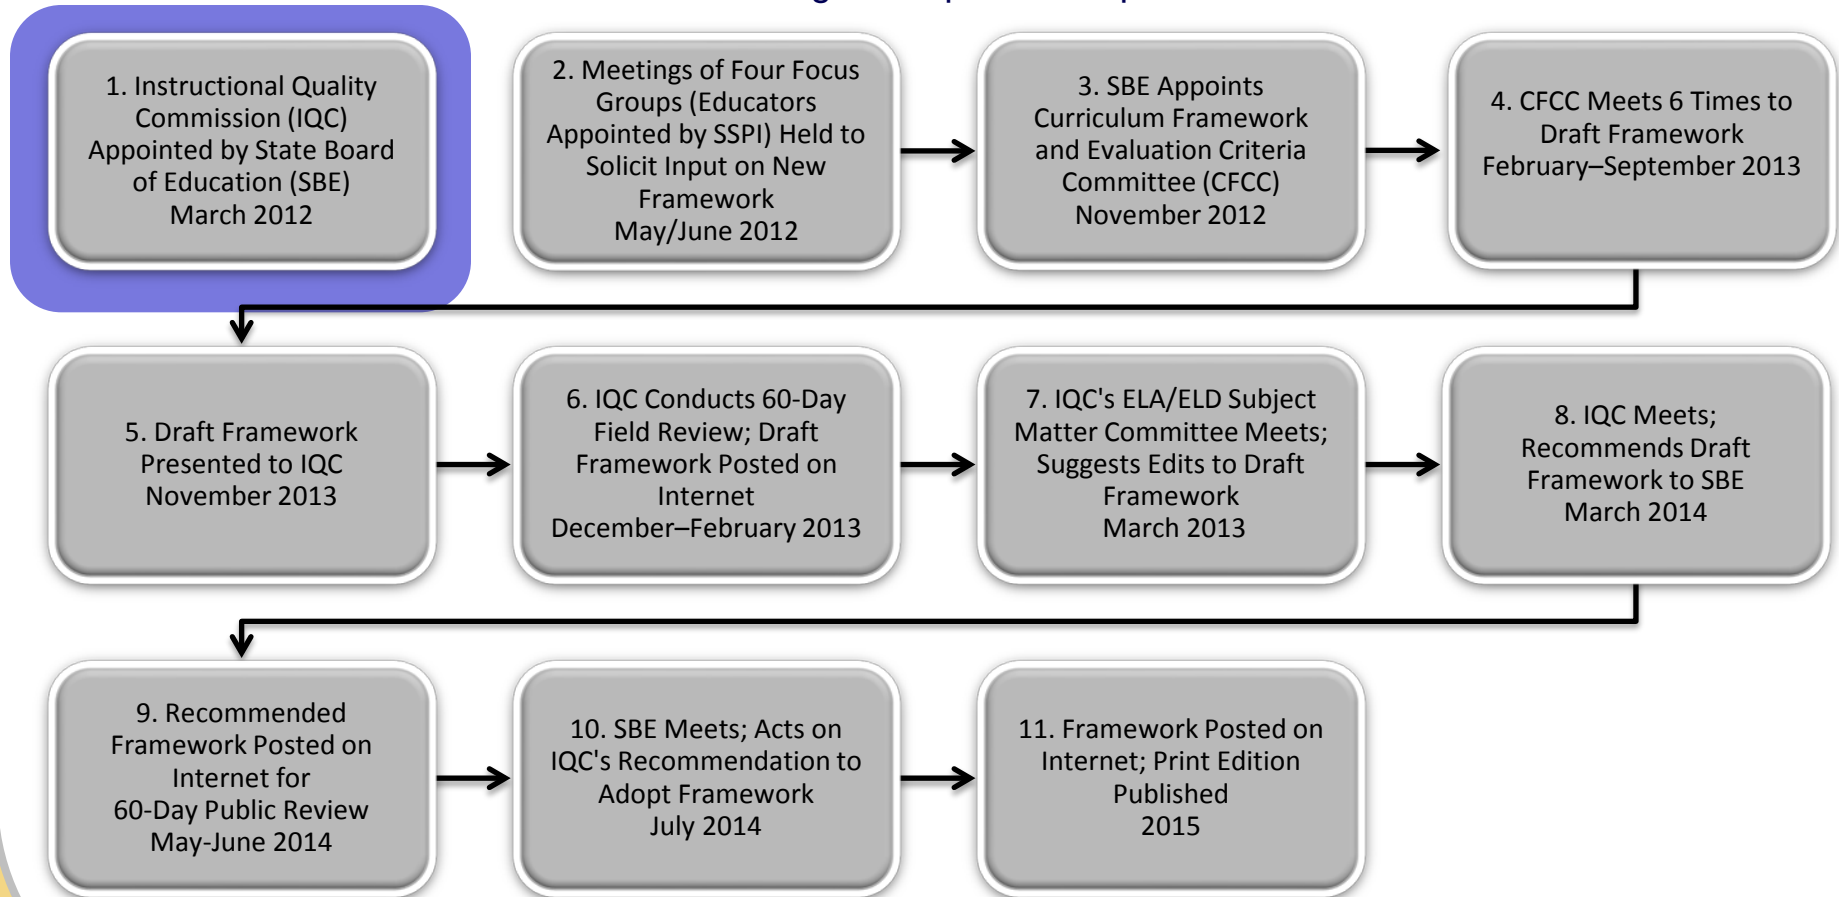 1. Instructional Quality
Commission (IQC)
Appointed by State Board
of Education (SBE)
March 2012
2. Meetings of Four Focus
Groups (Educators
Appointed by SSPI) Held to
Solicit Input on New
Framework
May/June 2012
3. SBE Appoints
Curriculum Framework
and Evaluation Criteria
Committee (CFCC)
November 2012
4. CFCC Meets 6 Times to
Draft Framework
February–September 2013
5. Draft Framework
Presented to IQC
November 2013
6. IQC Conducts 60-Day
Field Review; Draft
Framework Posted on
Internet
December–February 2013
7. IQC's ELA/ELD Subject
Matter Committee Meets;
Suggests Edits to Draft
Framework
March 2013
8. IQC Meets;
Recommends Draft
Framework to SBE
March 2014
9. Recommended
Framework Posted on
Internet for
60-Day Public Review
May-June 2014
10. SBE Meets; Acts on
IQC's Recommendation to
Adopt Framework
July 2014
11. Framework Posted on
Internet; Print Edition
Published
2015